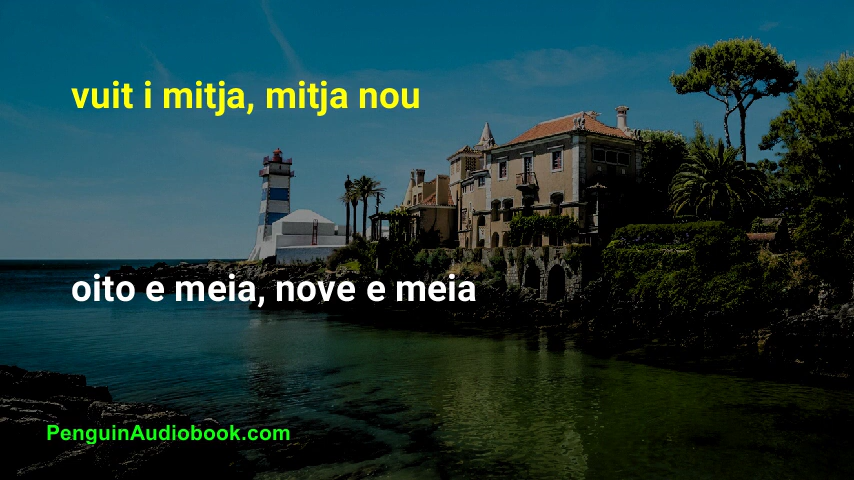 vuit i mitja, mitja nou
oito e meia, nove e meia
PenguinAudiobook.com